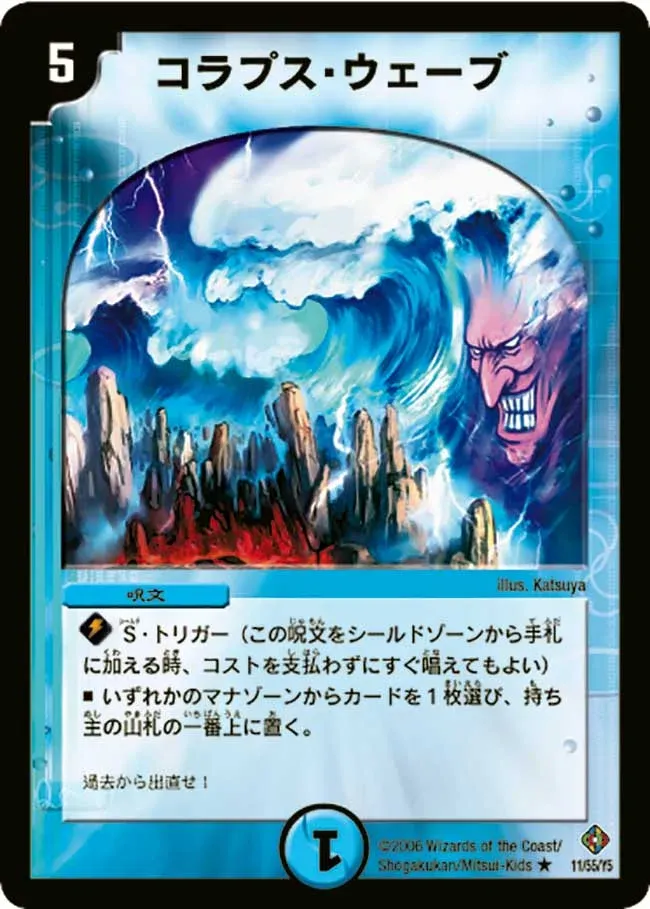 5
コラプス・ウェーブ
illus. Katsuya
呪文
S・トリガー（この呪文をシールドゾーンから手札
に加える時、コストを支払わずにすぐ唱えてもよい）
■ いずれかのマナゾーンからカードを1枚選び、持ち
主の山札の一番上に置く。
過去から出直せ！
1
©2006 Wizards of the Coast/
Shogakukan/Mitsui-Kids ★ 11/55/Y5